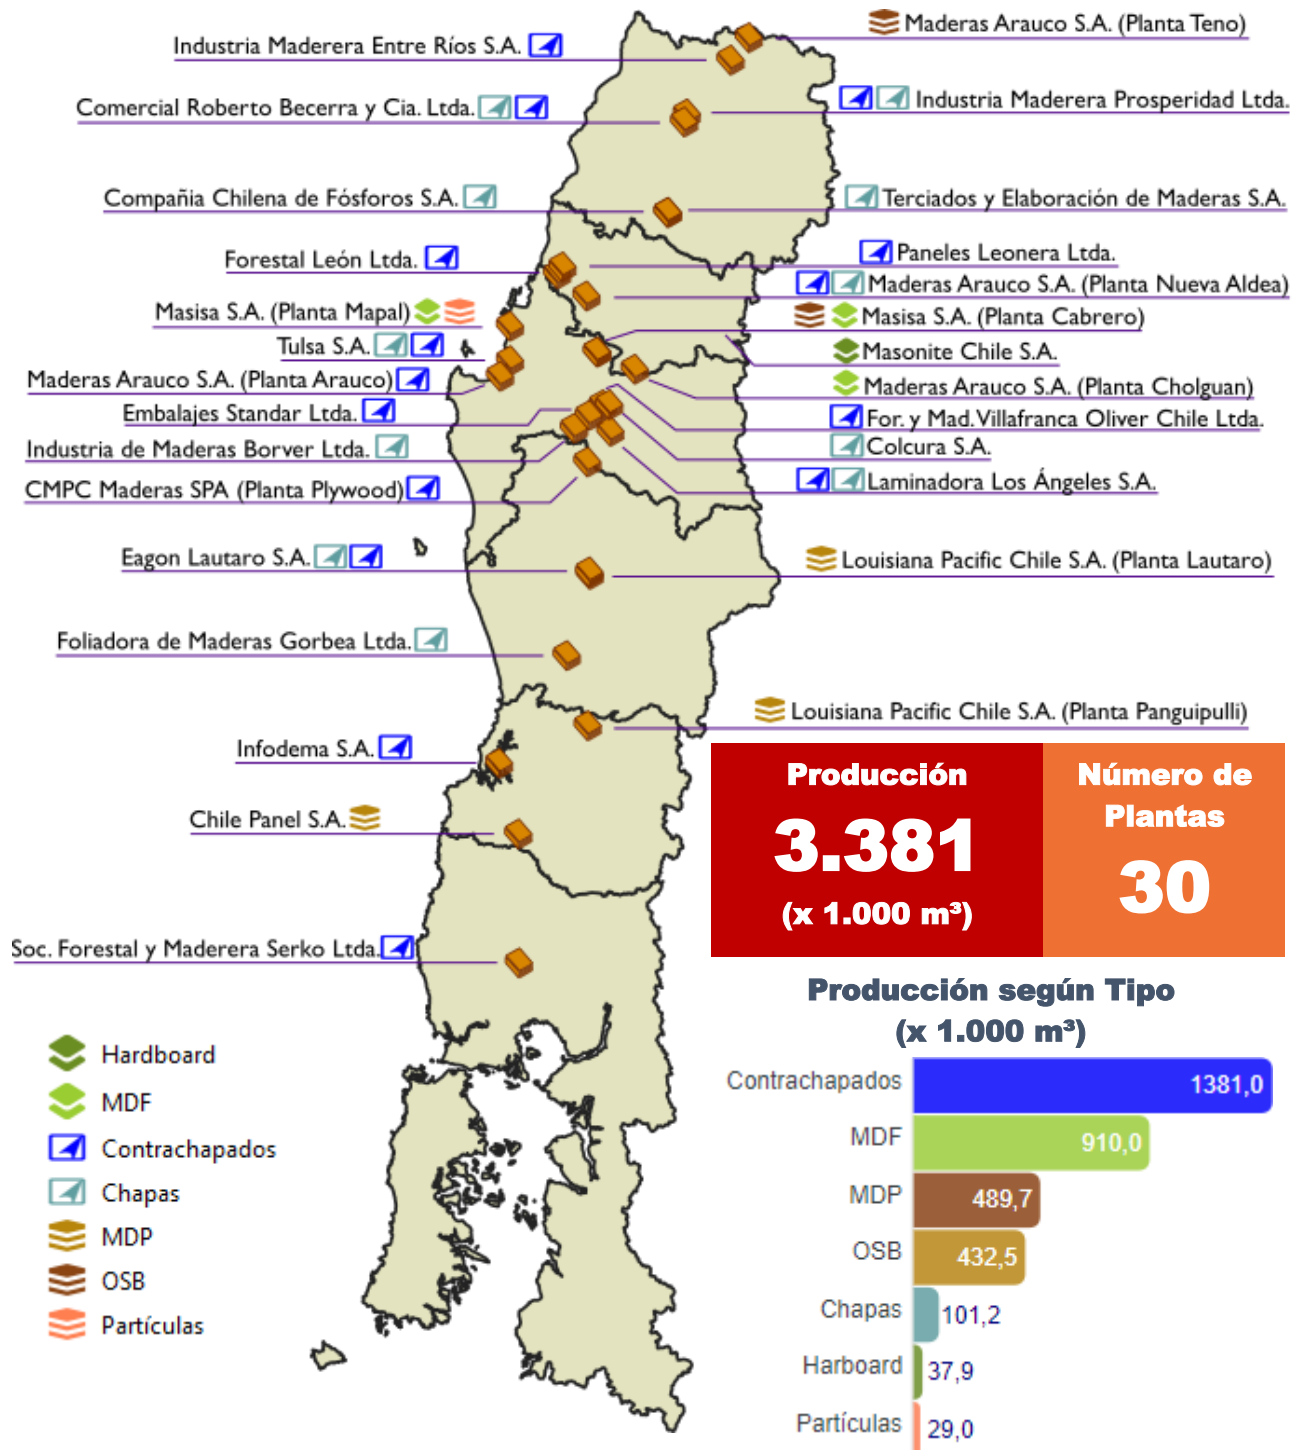 Maderas Arauco S.A. (Planta Teno)
Industria Maderera Entre Ríos S.A.
Comercial Roberto Becerra y Cia. Ltda.
Industria Maderera Prosperidad Ltda.
Compañia Chilena de Fósforos S.A.
Terciados y Elaboración de Maderas S.A.
Forestal León Ltda.
Paneles Leonera Ltda.
Maderas Arauco S.A. (Planta Nueva Aldea)
Masisa S.A. (Planta Mapal)
Masisa S.A. (Planta Cabrero)
Tulsa S.A.
Masonite Chile S.A.
Maderas Arauco S.A. (Planta Arauco)
Maderas Arauco S.A. (Planta Cholguan)
Embalajes Standar Ltda.
For. y Mad. Villafranca Oliver Chile Ltda.
Industria de Maderas Borver Ltda.
Colcura S.A.
CMPC Maderas SPA (Planta Plywood)
Laminadora Los Ángeles S.A.
Eagon Lautaro S.A.
Louisiana Pacific Chile S.A. (Planta Lautaro)
Foliadora de Maderas Gorbea Ltda.
Louisiana Pacific Chile S.A. (Planta Panguipulli)
Infodema S.A.
Chile Panel S.A.
Soc. Forestal y Maderera Serko Ltda.
Producción
3.381
(x 1.000 m³)
Número de
Plantas
30
Hardboard
MDF
Contrachapados
Chapas
MDP
OSB
Partículas
Producción según Tipo
(x 1.000 m³)
Contrachapados 1381,0
MDF 910,0
MDP 489,7
OSB 432,5
Chapas 101,2
Harboard 37,9
Partículas 29,0